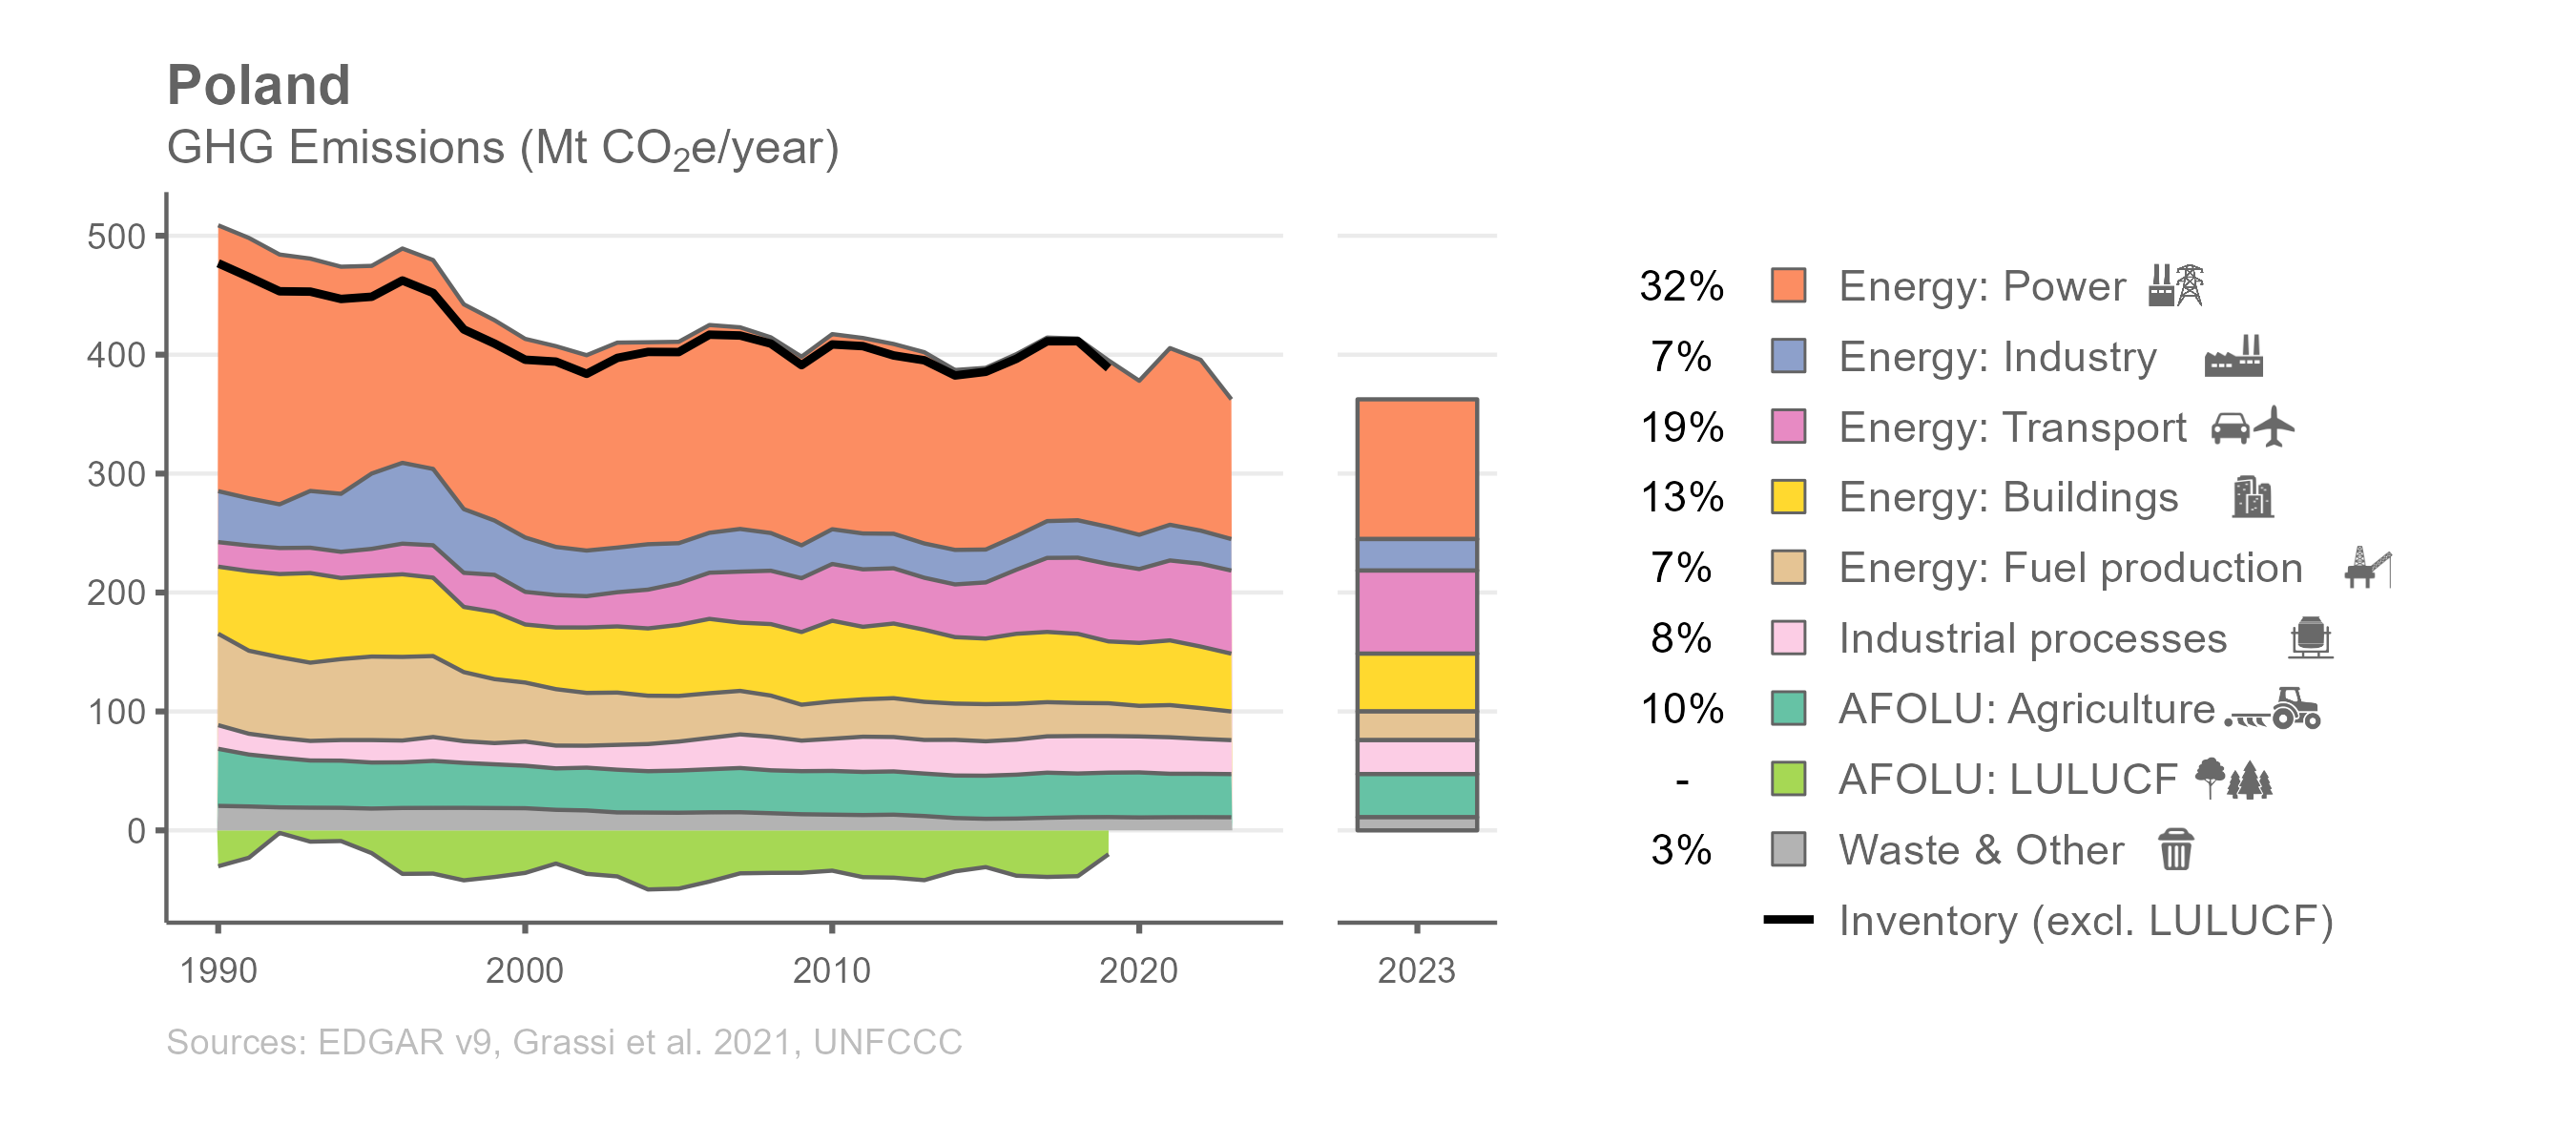 Poland
GHG Emissions (Mt CO₂e/year)
500
400
300
200
100
0
1990 2000 2010 2020 2023
32% Energy: Power
7% Energy: Industry
19% Energy: Transport
13% Energy: Buildings
7% Energy: Fuel production
8% Industrial processes
10% AFOLU: Agriculture
- AFOLU: LULUCF
3% Waste & Other
Inventory (excl. LULUCF)
Sources: EDGAR v9, Grassi et al. 2021, UNFCCC